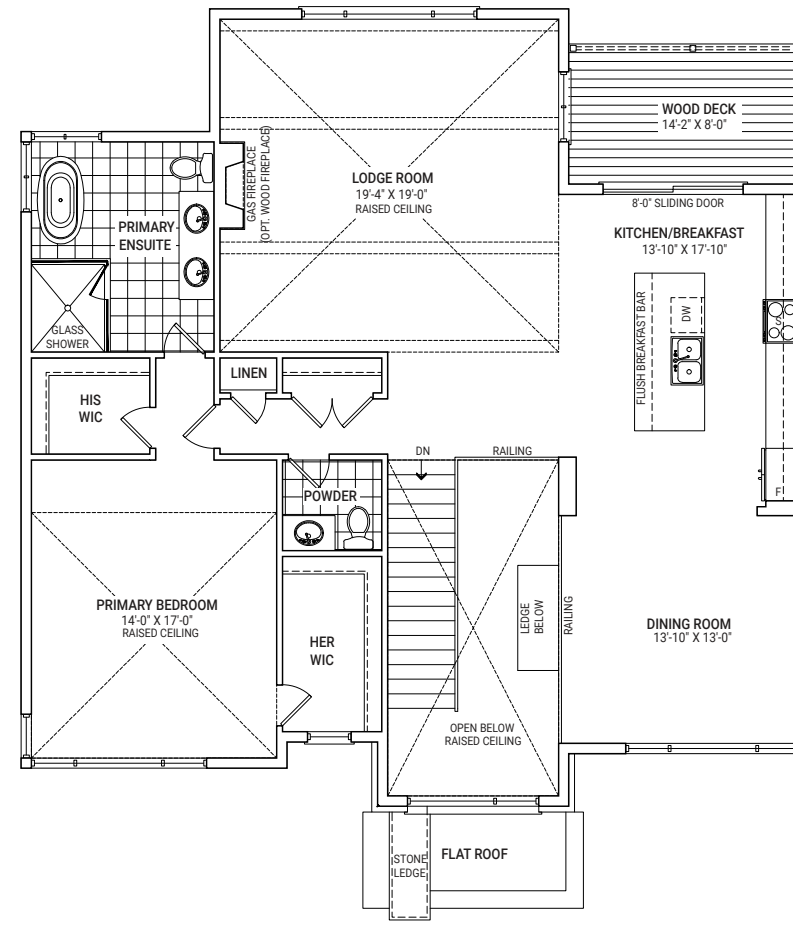 WOOD DECK
14'-2" X 8'-0"
8'-0" SLIDING DOOR
GAS FIREPLACE
(OPT. WOOD FIREPLACE)
LODGE ROOM
19'-4" X 19'-0"
RAISED CEILING
KITCHEN/BREAKFAST
13'-10" X 17'-10"
PRIMARY
ENSUITE
GLASS
SHOWER
FLUSH BREAKFAST BAR
DW
S
F
HIS
WIC
LINEN
DN
RAILING
POWDER
PRIMARY BEDROOM
14'-0" X 17'-0"
RAISED CEILING
HER
WIC
LEDGE
BELOW
RAILING
DINING ROOM
13'-10" X 13'-0"
OPEN BELOW
RAISED CEILING
STONE
LEDGE
FLAT ROOF